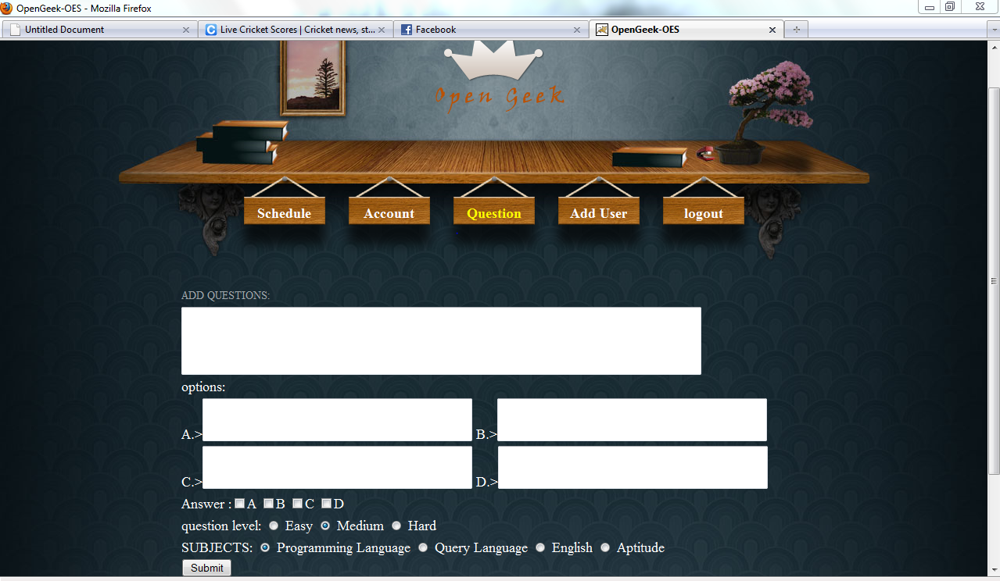 OpenGeek-OES - Mozilla Firefox
Untitled Document
Live Cricket Scores | Cricket news, st...
Facebook
OpenGeek-OES
Open Geek
Schedule
Account
Question
Add User
logout
ADD QUESTIONS:
options:
A.> B.>
C.> D.>
Answer : A B C D
question level: Easy Medium Hard
SUBJECTS: Programming Language Query Language English Aptitude
Submit